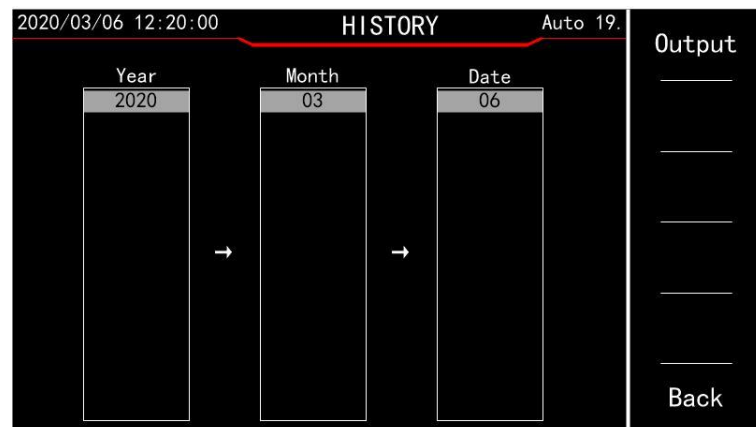 2020/03/06 12:20:00 HISTORY Auto 19.
Output
Year Month Date
2020 03 06
→ →
Back